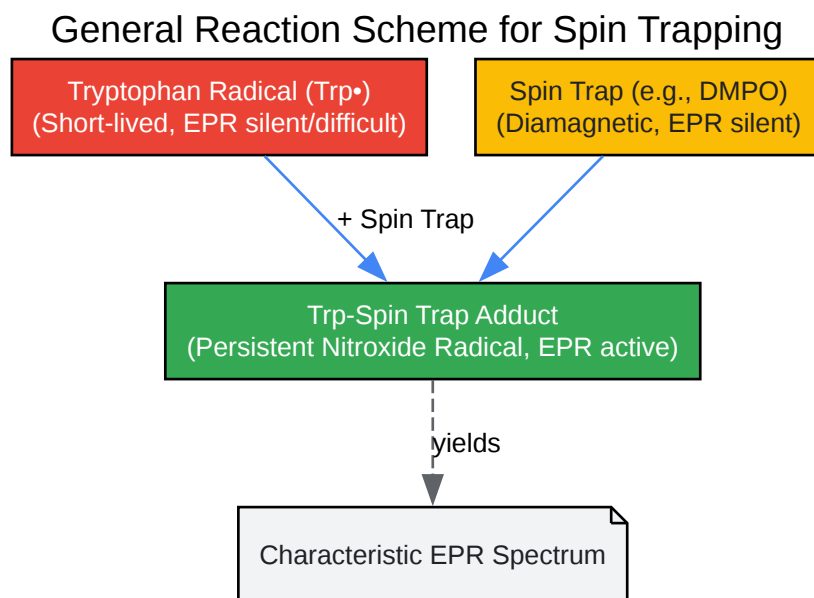 General Reaction Scheme for Spin Trapping
Tryptophan Radical (Trp•)
(Short-lived, EPR silent/difficult)
Spin Trap (e.g., DMPO)
(Diamagnetic, EPR silent)
+ Spin Trap
Trp-Spin Trap Adduct
(Persistent Nitroxide Radical, EPR active)
yields
Characteristic EPR Spectrum